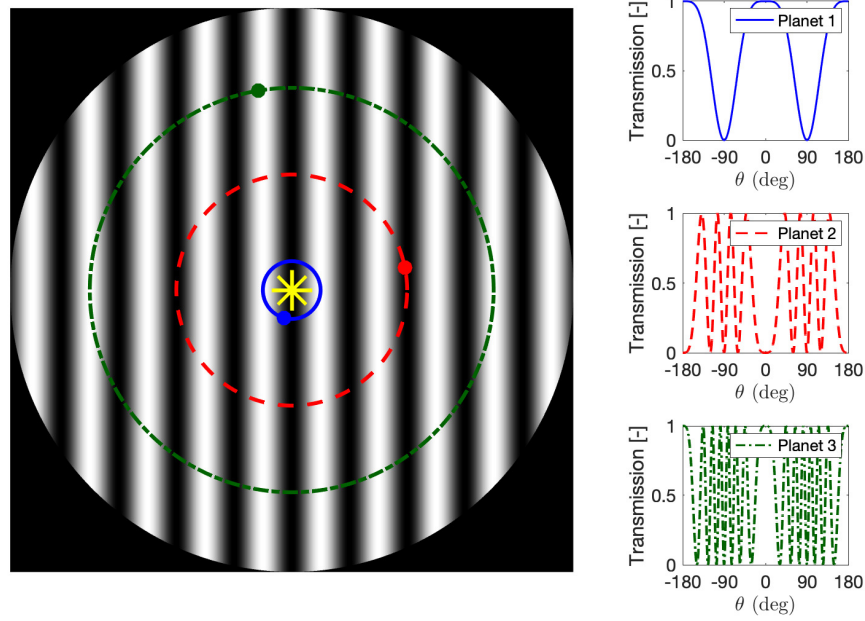 1
0.5
0
Transmission [-]
Planet 1
-180 -90 0 90 180
θ (deg)
1
0.5
0
Transmission [-]
Planet 2
-180 -90 0 90 180
θ (deg)
1
0.5
0
Transmission [-]
Planet 3
-180 -90 0 90 180
θ (deg)